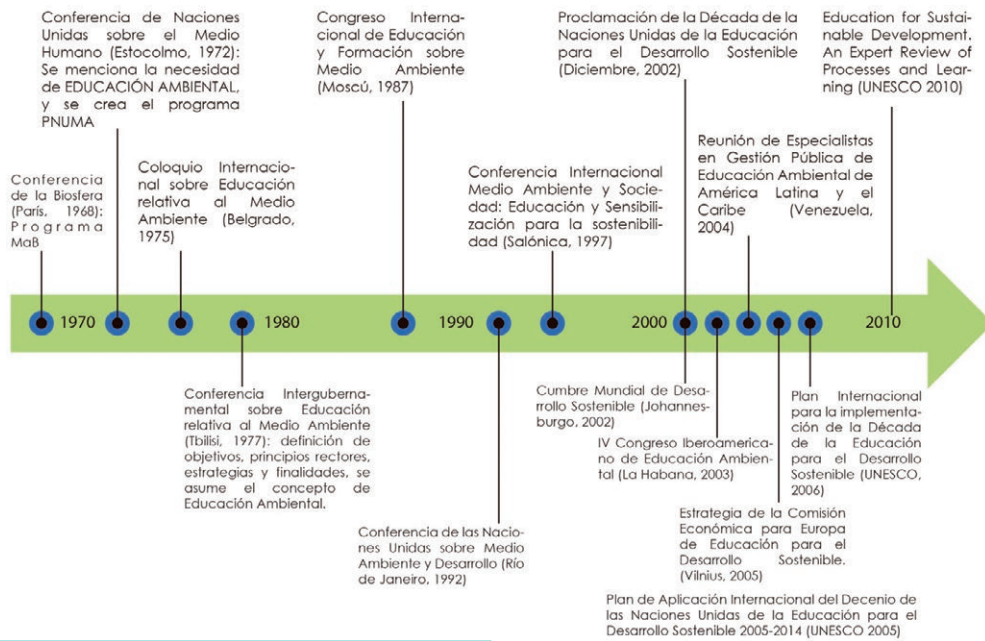 Conferencia de Naciones
Unidas sobre el Medio
Humano (Estocolmo, 1972):
Se menciona la necesidad
de EDUCACIÓN AMBIENTAL,
y se crea el programa
PNUMA
Congreso Interna-
cional de Educación
y Formación sobre
Medio Ambiente
(Moscú, 1987)
Proclamación de la Década de la
Naciones Unidas de la Educación
para el Desarrollo Sostenible
(Diciembre, 2002)
Education for Sustai-
nable Development.
An Expert Review of
Processes and Lear-
ning (UNESCO 2010)
Conferencia
de la Biosfera
(París, 1968):
Programa
MaB
Coloquio Internacio-
nal sobre Educación
relativa al Medio
Ambiente (Belgrado,
1975)
Conferencia Internacional
Medio Ambiente y Socie-
dad: Educación y Sensibi-
lización para la sostenibili-
dad (Salónica, 1997)
Reunión de Especialistas
en Gestión Pública de
Educación Ambiental de
América Latina y el
Caribe (Venezuela,
2004)
1970
1980
1990
2000
2010
Conferencia Interguberna-
mental sobre Educación
relativa al Medio Ambiente
(Tbilisi, 1977): definición de
objetivos, principios rectores,
estrategias y finalidades, se
asume el concepto de
Educación Ambiental.
Conferencia de las Nacio-
nes Unidas sobre Medio
Ambiente y Desarrollo (Río
de Janeiro, 1992)
Cumbre Mundial de Desa-
rrollo Sostenible (Johannes-
burgo, 2002)
IV Congreso Iberoamerica-
no de Educación Ambien-
tal (La Habana, 2003)
Plan Internacional
para la implementa-
ción de la Década
de la Educación
para el Desarrollo
Sostenible (UNESCO,
2006)
Estrategia de la Comisión
Económica para Europa
de Educación para el
Desarrollo Sostenible.
(Vilnius, 2005)
Plan de Aplicación Internacional del Decenio de
las Naciones Unidas de la Educación para el
Desarrollo Sostenible 2005-2014 (UNESCO 2005)